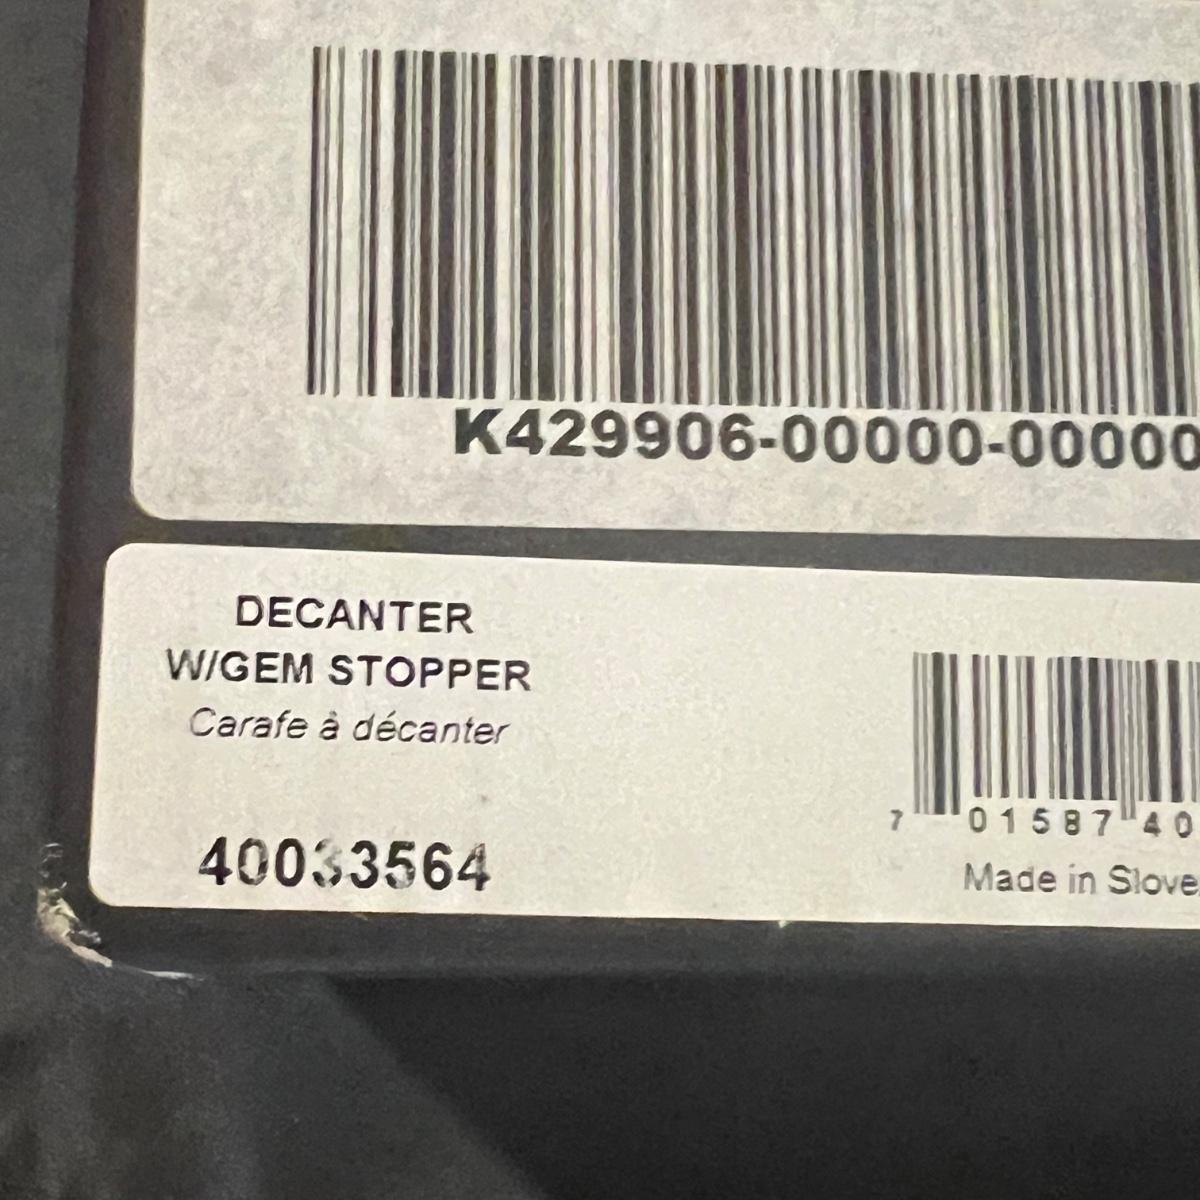 K429906-00000-00000
DECANTER
W/GEM STOPPER
Carafe à décanter
40033564
7 01587 40
Made in Slove